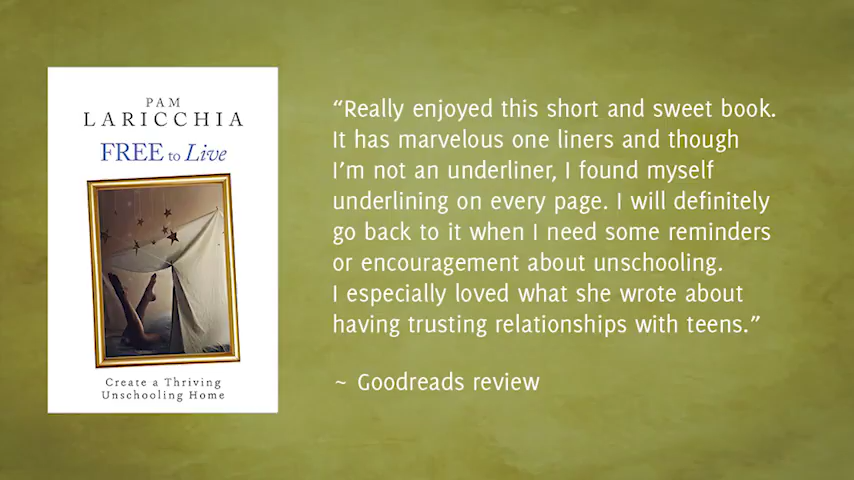 PAM
LARICCHIA
FREE to Live
Create a Thriving
Unschooling Home
“Really enjoyed this short and sweet book.
It has marvelous one liners and though
I’m not an underliner, I found myself
underlining on every page. I will definitely
go back to it when I need some reminders
or encouragement about unschooling.
I especially loved what she wrote about
having trusting relationships with teens.”
~ Goodreads review